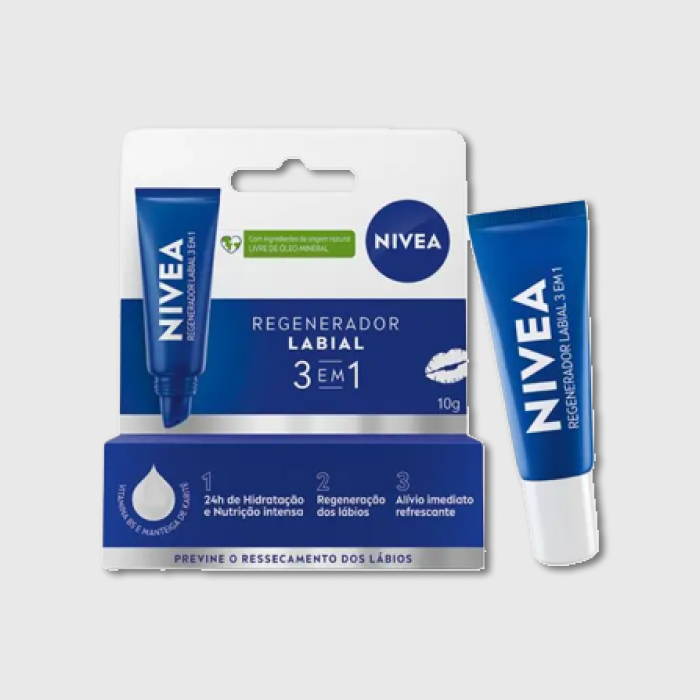 Com ingredientes de origem natural
LIVRE DE ÓLEO MINERAL
NIVEA
NIVEA
REGENERADOR LABIAL 3 EM 1
REGENERADOR
LABIAL
3 EM 1
10g
VITAMINA B5 E MANTEIGA DE KARITÉ
1
24h de Hidratação
e Nutrição intensa
2
Regeneração
dos lábios
3
Alívio imediato
refrescante
PREVINE O RESSECAMENTO DOS LÁBIOS
NIVEA
REGENERADOR LABIAL 3 EM 1